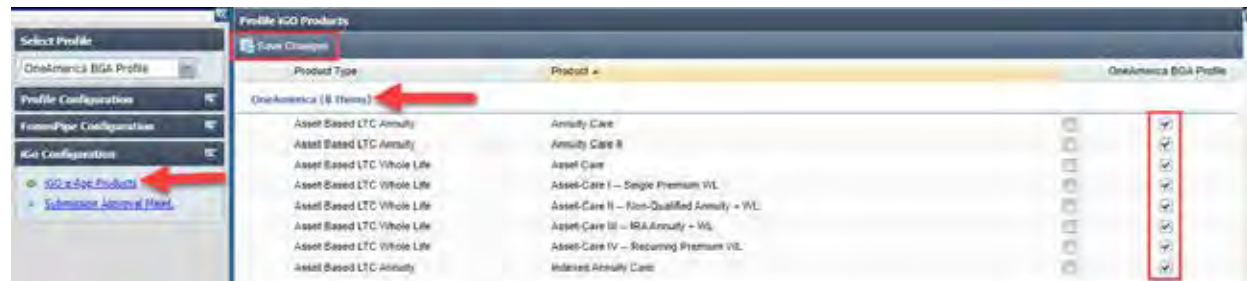 Profile iGO Products
Select Profile
Save Changes
OneAmerica BGA Profile
Product Type Product OneAmerica BGA Profile
Profile Configuration
OneAmerica (8 Items)
FormsPipe Configuration
Asset Based LTC Annuity Annuity Care
Asset Based LTC Annuity Annuity Care II
iGo Configuration
Asset Based LTC Whole Life Asset Care
iGO e-App Products
Asset Based LTC Whole Life Asset-Care I -- Single Premium WL
Submission Approval Maint.
Asset Based LTC Whole Life Asset-Care II -- Non-Qualified Annuity + WL
Asset Based LTC Whole Life Asset-Care III -- IRA Annuity + WL
Asset Based LTC Whole Life Asset-Care IV -- Recurring Premium WL
Asset Based LTC Annuity Indexed Annuity Care